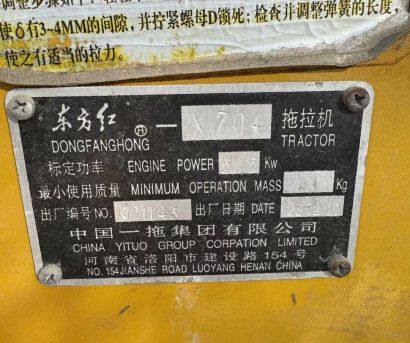 使δ有3~4MM的间隙,并拧紧螺母D锁死;检查并调整弹簧的长度,
使之有适当的拉力。
东方红® — X704 拖拉机
DONGFANGHONG TRACTOR
标定功率 ENGINE POWER Kw
最小使用质量 MINIMUM OPERATION MASS Kg
出厂编号NO. 出厂日期 DATE
中国一拖集团有限公司
CHINA YITUO GROUP CORPATION LIMITED
河南省洛阳市建设路154号
NO.154JIANSHE ROAD LUOYANG HENAN CHINA